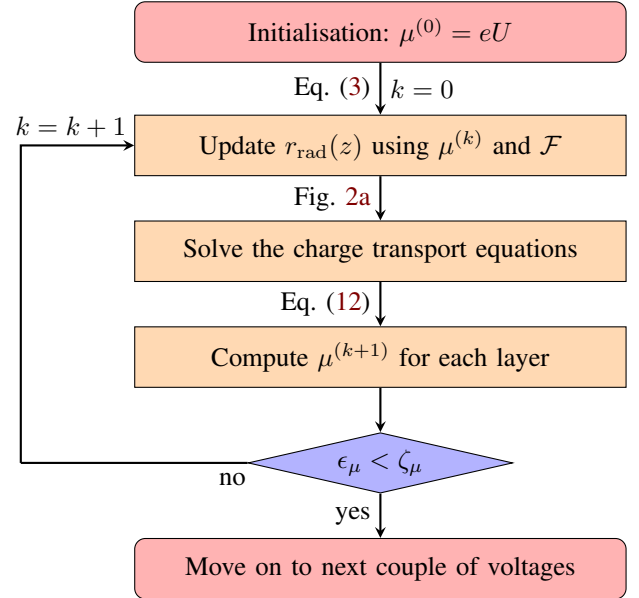 Initialisation: μ^(0) = eU
Eq. (3) k = 0
k = k + 1
Update r_rad(z) using μ^(k) and ℱ
Fig. 2a
Solve the charge transport equations
Eq. (12)
Compute μ^(k+1) for each layer
ϵ_μ < ζ_μ
no
yes
Move on to next couple of voltages